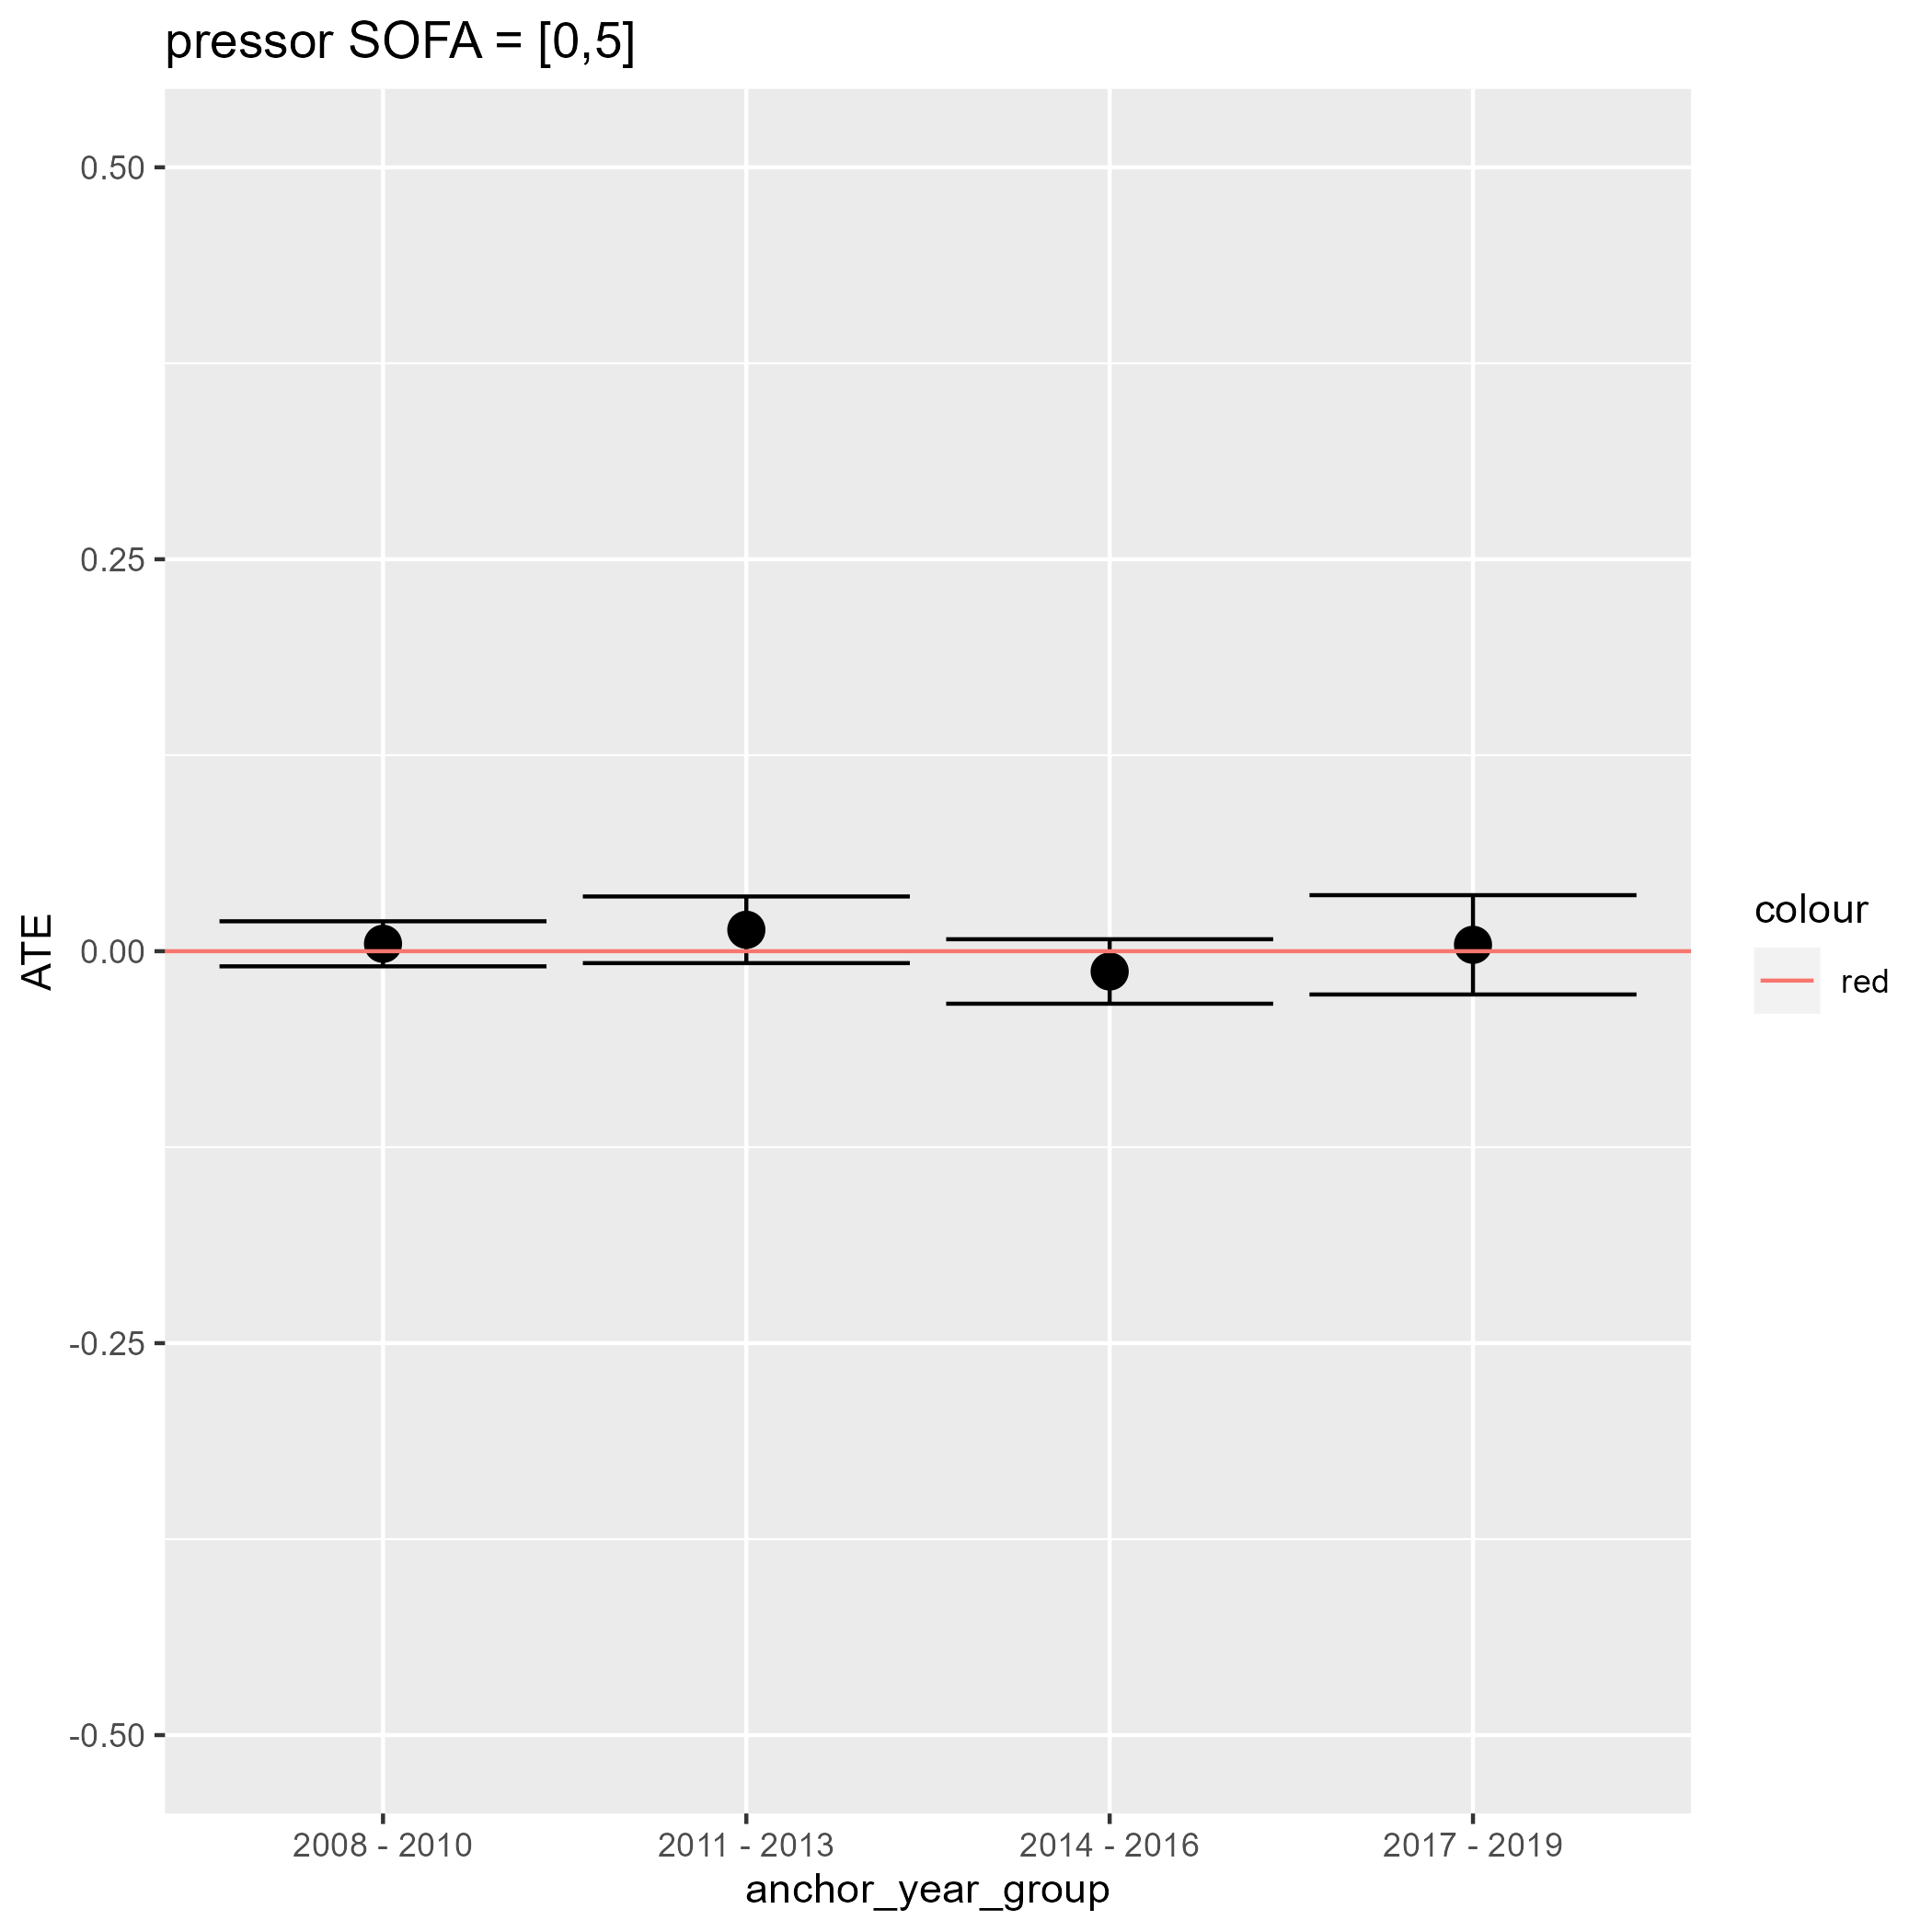 pressor SOFA = [0,5]
0.50
0.25
0.00
-0.25
-0.50
ATE
2008 - 2010
2011 - 2013
2014 - 2016
2017 - 2019
anchor_year_group
colour
red